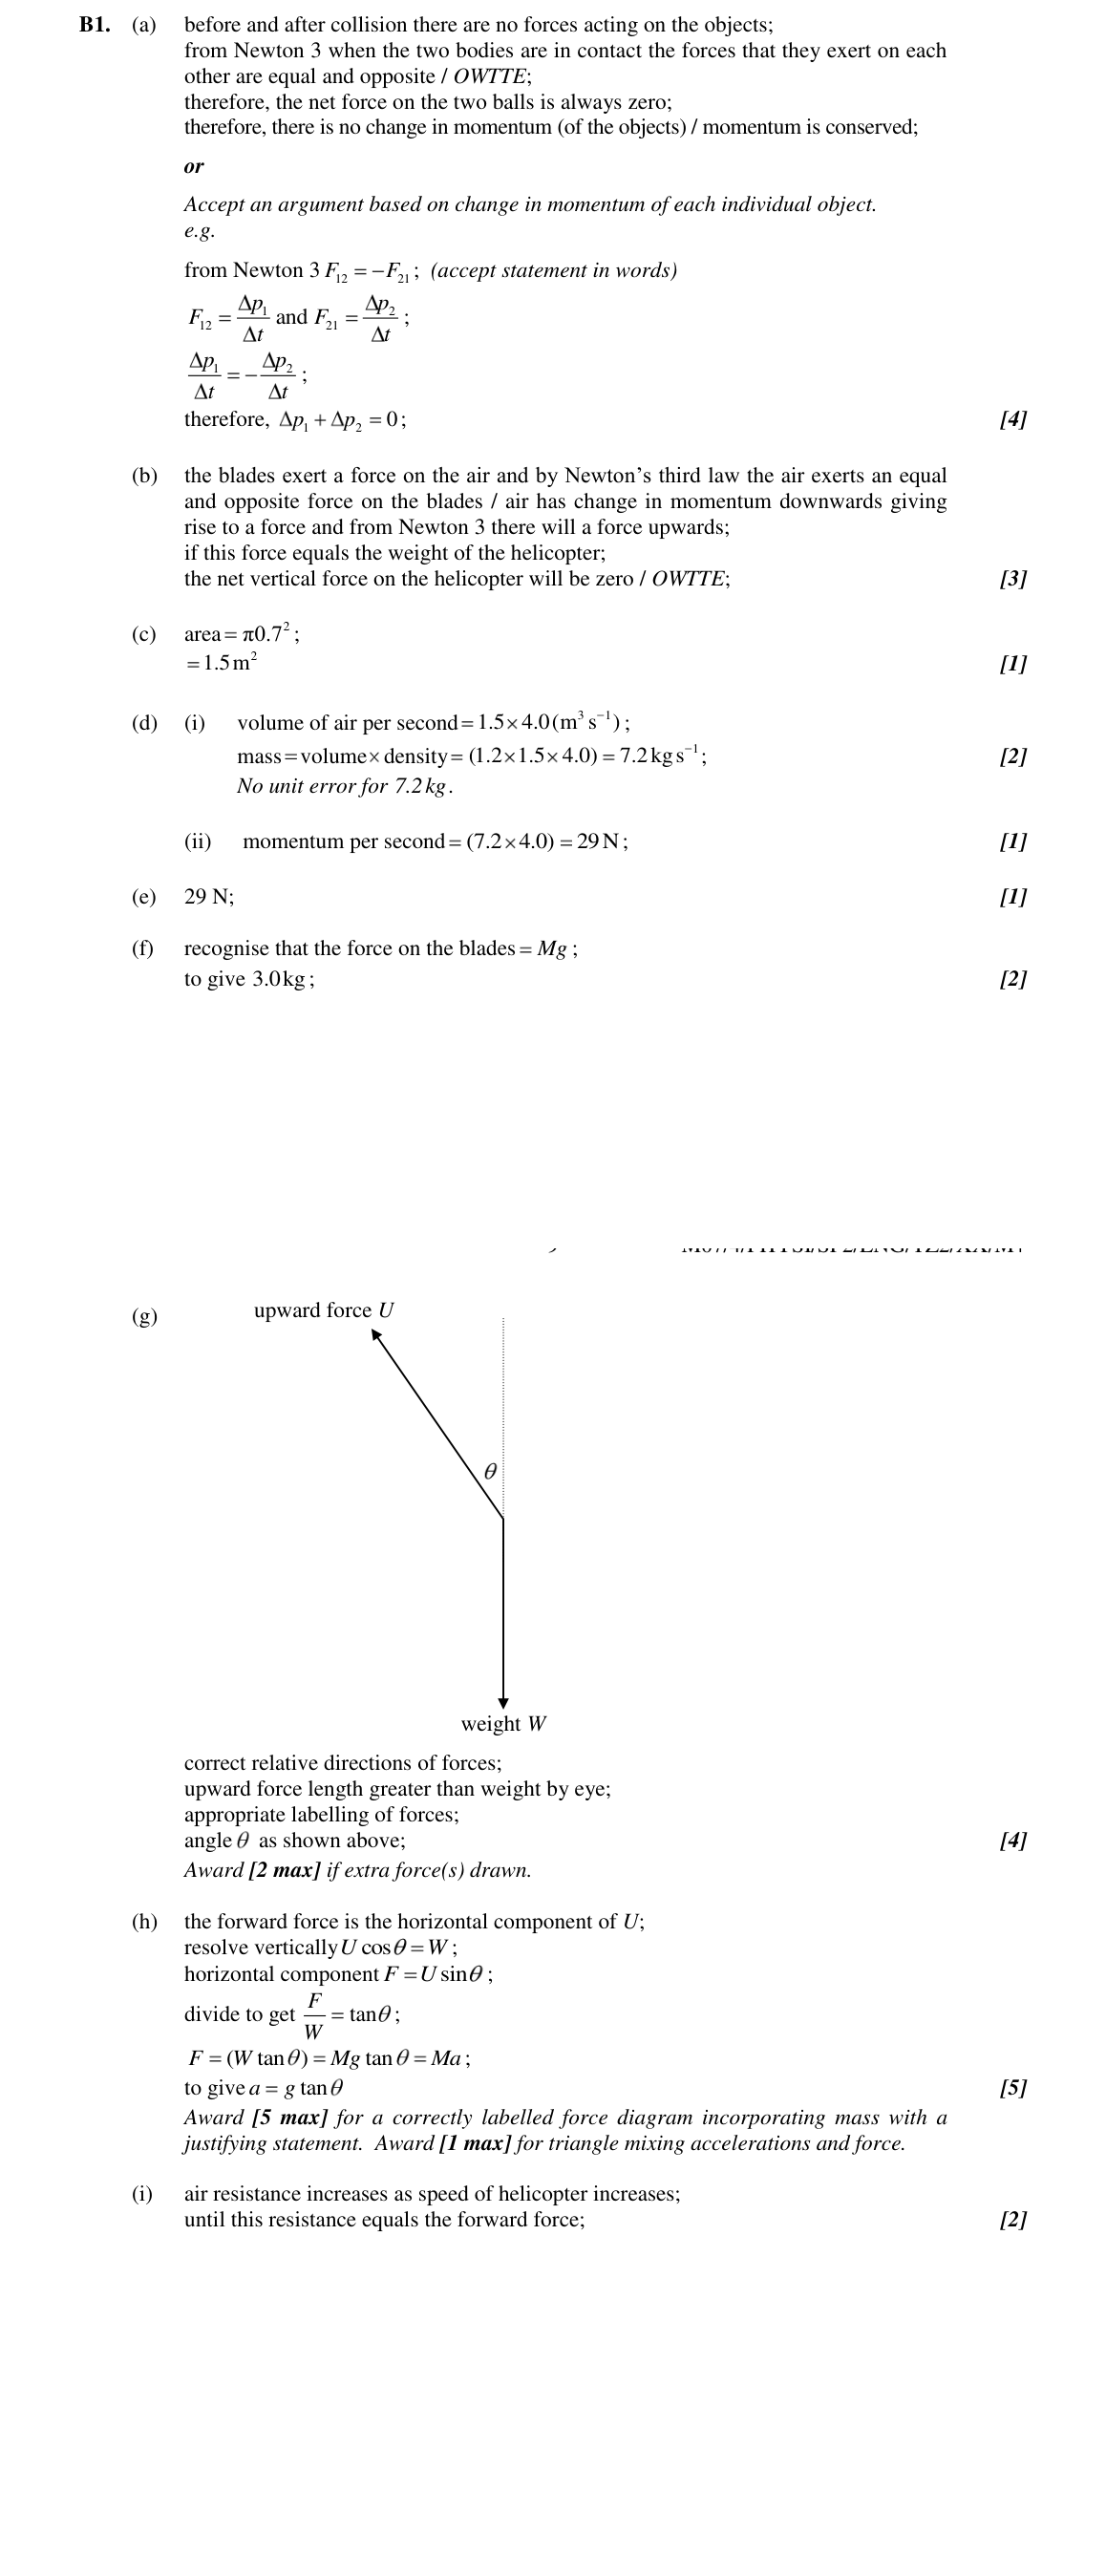 B1. (a) before and after collision there are no forces acting on the objects;
from Newton 3 when the two bodies are in contact the forces that they exert on each
other are equal and opposite / OWTTE;
therefore, the net force on the two balls is always zero;
therefore, there is no change in momentum (of the objects) / momentum is conserved;
or
Accept an argument based on change in momentum of each individual object.
e.g.
from Newton 3 F₁₂ = −F₂₁ ; (accept statement in words)
F₁₂ = Δp₁/Δt and F₂₁ = Δp₂/Δt ;
Δp₁/Δt = − Δp₂/Δt ;
therefore, Δp₁ + Δp₂ = 0 ; [4]
(b) the blades exert a force on the air and by Newton’s third law the air exerts an equal
and opposite force on the blades / air has change in momentum downwards giving
rise to a force and from Newton 3 there will a force upwards;
if this force equals the weight of the helicopter;
the net vertical force on the helicopter will be zero / OWTTE; [3]
(c) area = π0.7² ;
= 1.5 m² [1]
(d) (i) volume of air per second = 1.5 × 4.0 (m³ s⁻¹) ;
mass = volume × density = (1.2 × 1.5 × 4.0) = 7.2 kg s⁻¹ ; [2]
No unit error for 7.2 kg.
(ii) momentum per second = (7.2 × 4.0) = 29 N ; [1]
(e) 29 N; [1]
(f) recognise that the force on the blades = Mg ;
to give 3.0 kg ; [2]
(g) upward force U
θ
weight W
correct relative directions of forces;
upward force length greater than weight by eye;
appropriate labelling of forces;
angle θ as shown above; [4]
Award [2 max] if extra force(s) drawn.
(h) the forward force is the horizontal component of U;
resolve vertically U cos θ = W ;
horizontal component F = U sin θ ;
divide to get F/W = tan θ ;
F = (W tan θ) = Mg tan θ = Ma ;
to give a = g tan θ [5]
Award [5 max] for a correctly labelled force diagram incorporating mass with a
justifying statement. Award [1 max] for triangle mixing accelerations and force.
(i) air resistance increases as speed of helicopter increases;
until this resistance equals the forward force; [2]